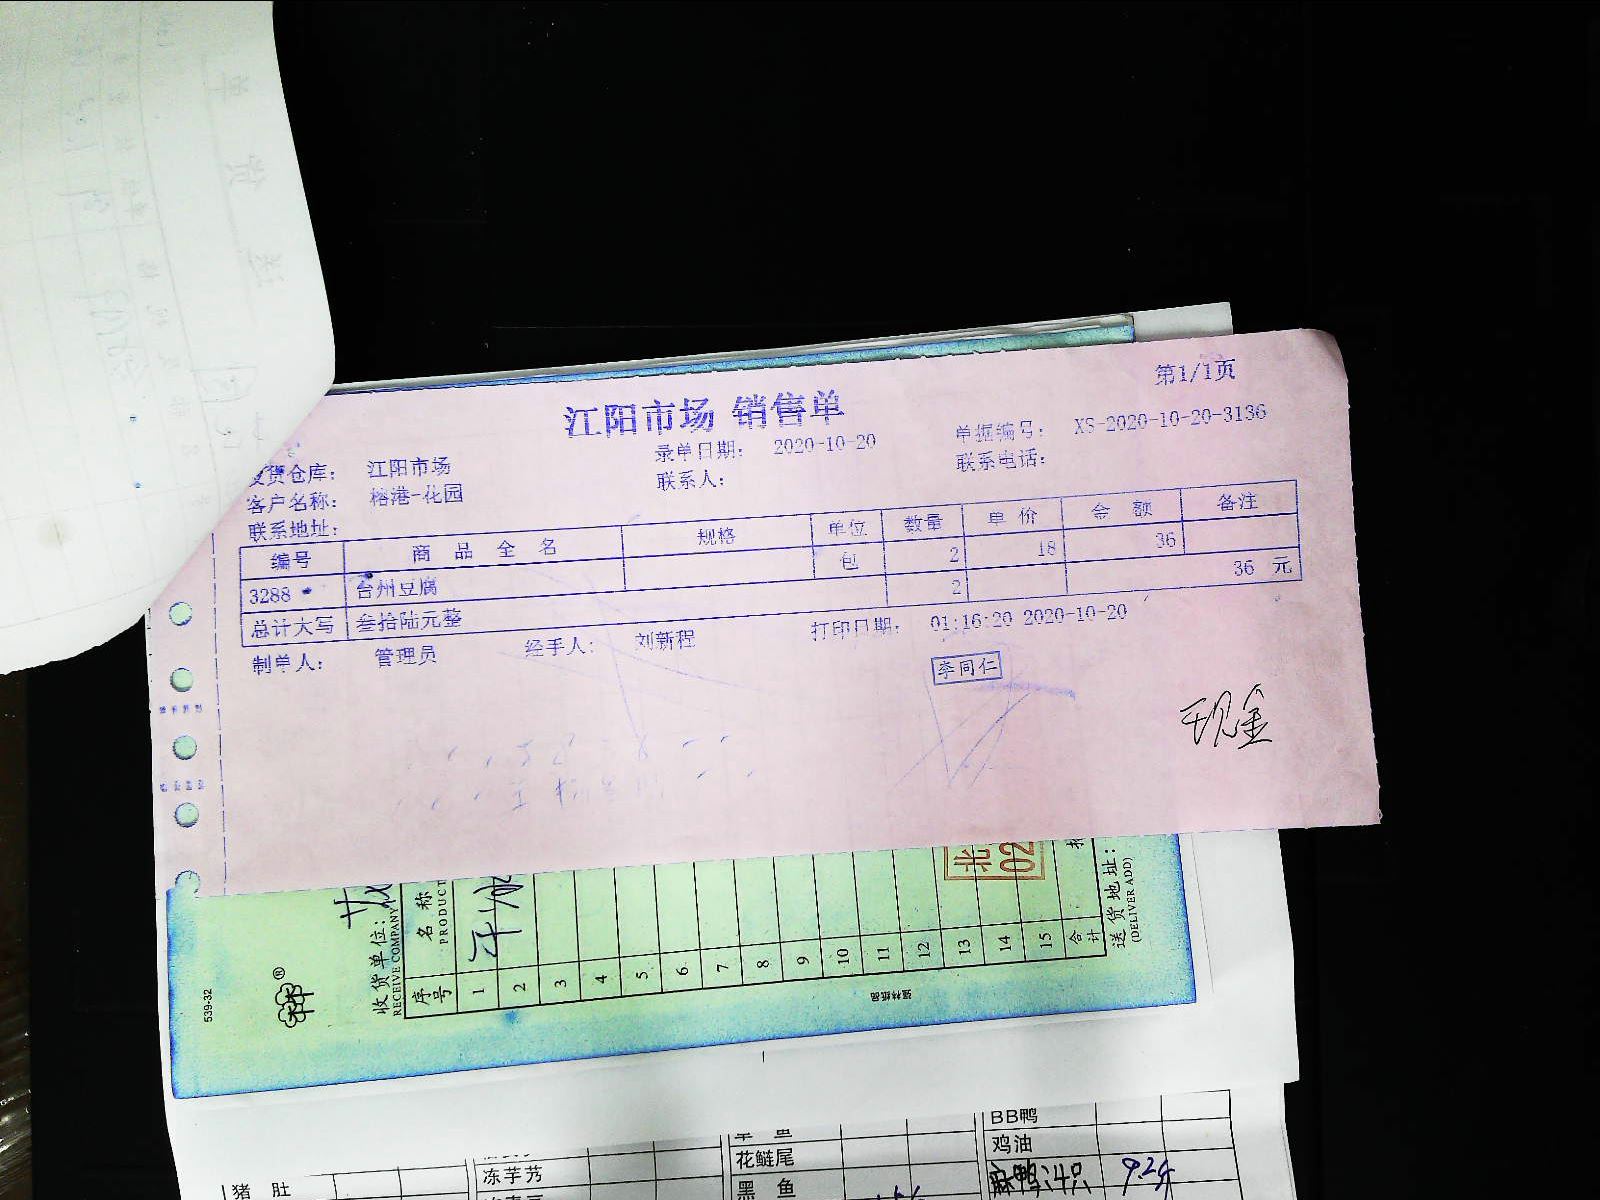 第1/1页
江阳市场 销售单
录单日期： 2020-10-20 单据编号： XS-2020-10-20-3136
发货仓库： 江阳市场 联系人： 联系电话：
客户名称： 榕港-花园
联系地址：
编号 商品全名 规格 单位 数量 单价 金额 备注
3288 台州豆腐 包 2 18 36
总计大写 叁拾陆元整 2 36 元
制单人： 管理员 经手人： 刘新程 打印日期： 01:16:20 2020-10-20
李同仁
现金
539-32
收货单位：
RECEIVE COMPANY
序号 名称
PRODUCT
1
2
3
4
5
6
7
8
9
10
11
12
13
14
15
合计
送货地址：
(DELIVER ADD)
北
02
BB鸭
鸡油
花鲢尾
冻芋艿
黑鱼
猪肚